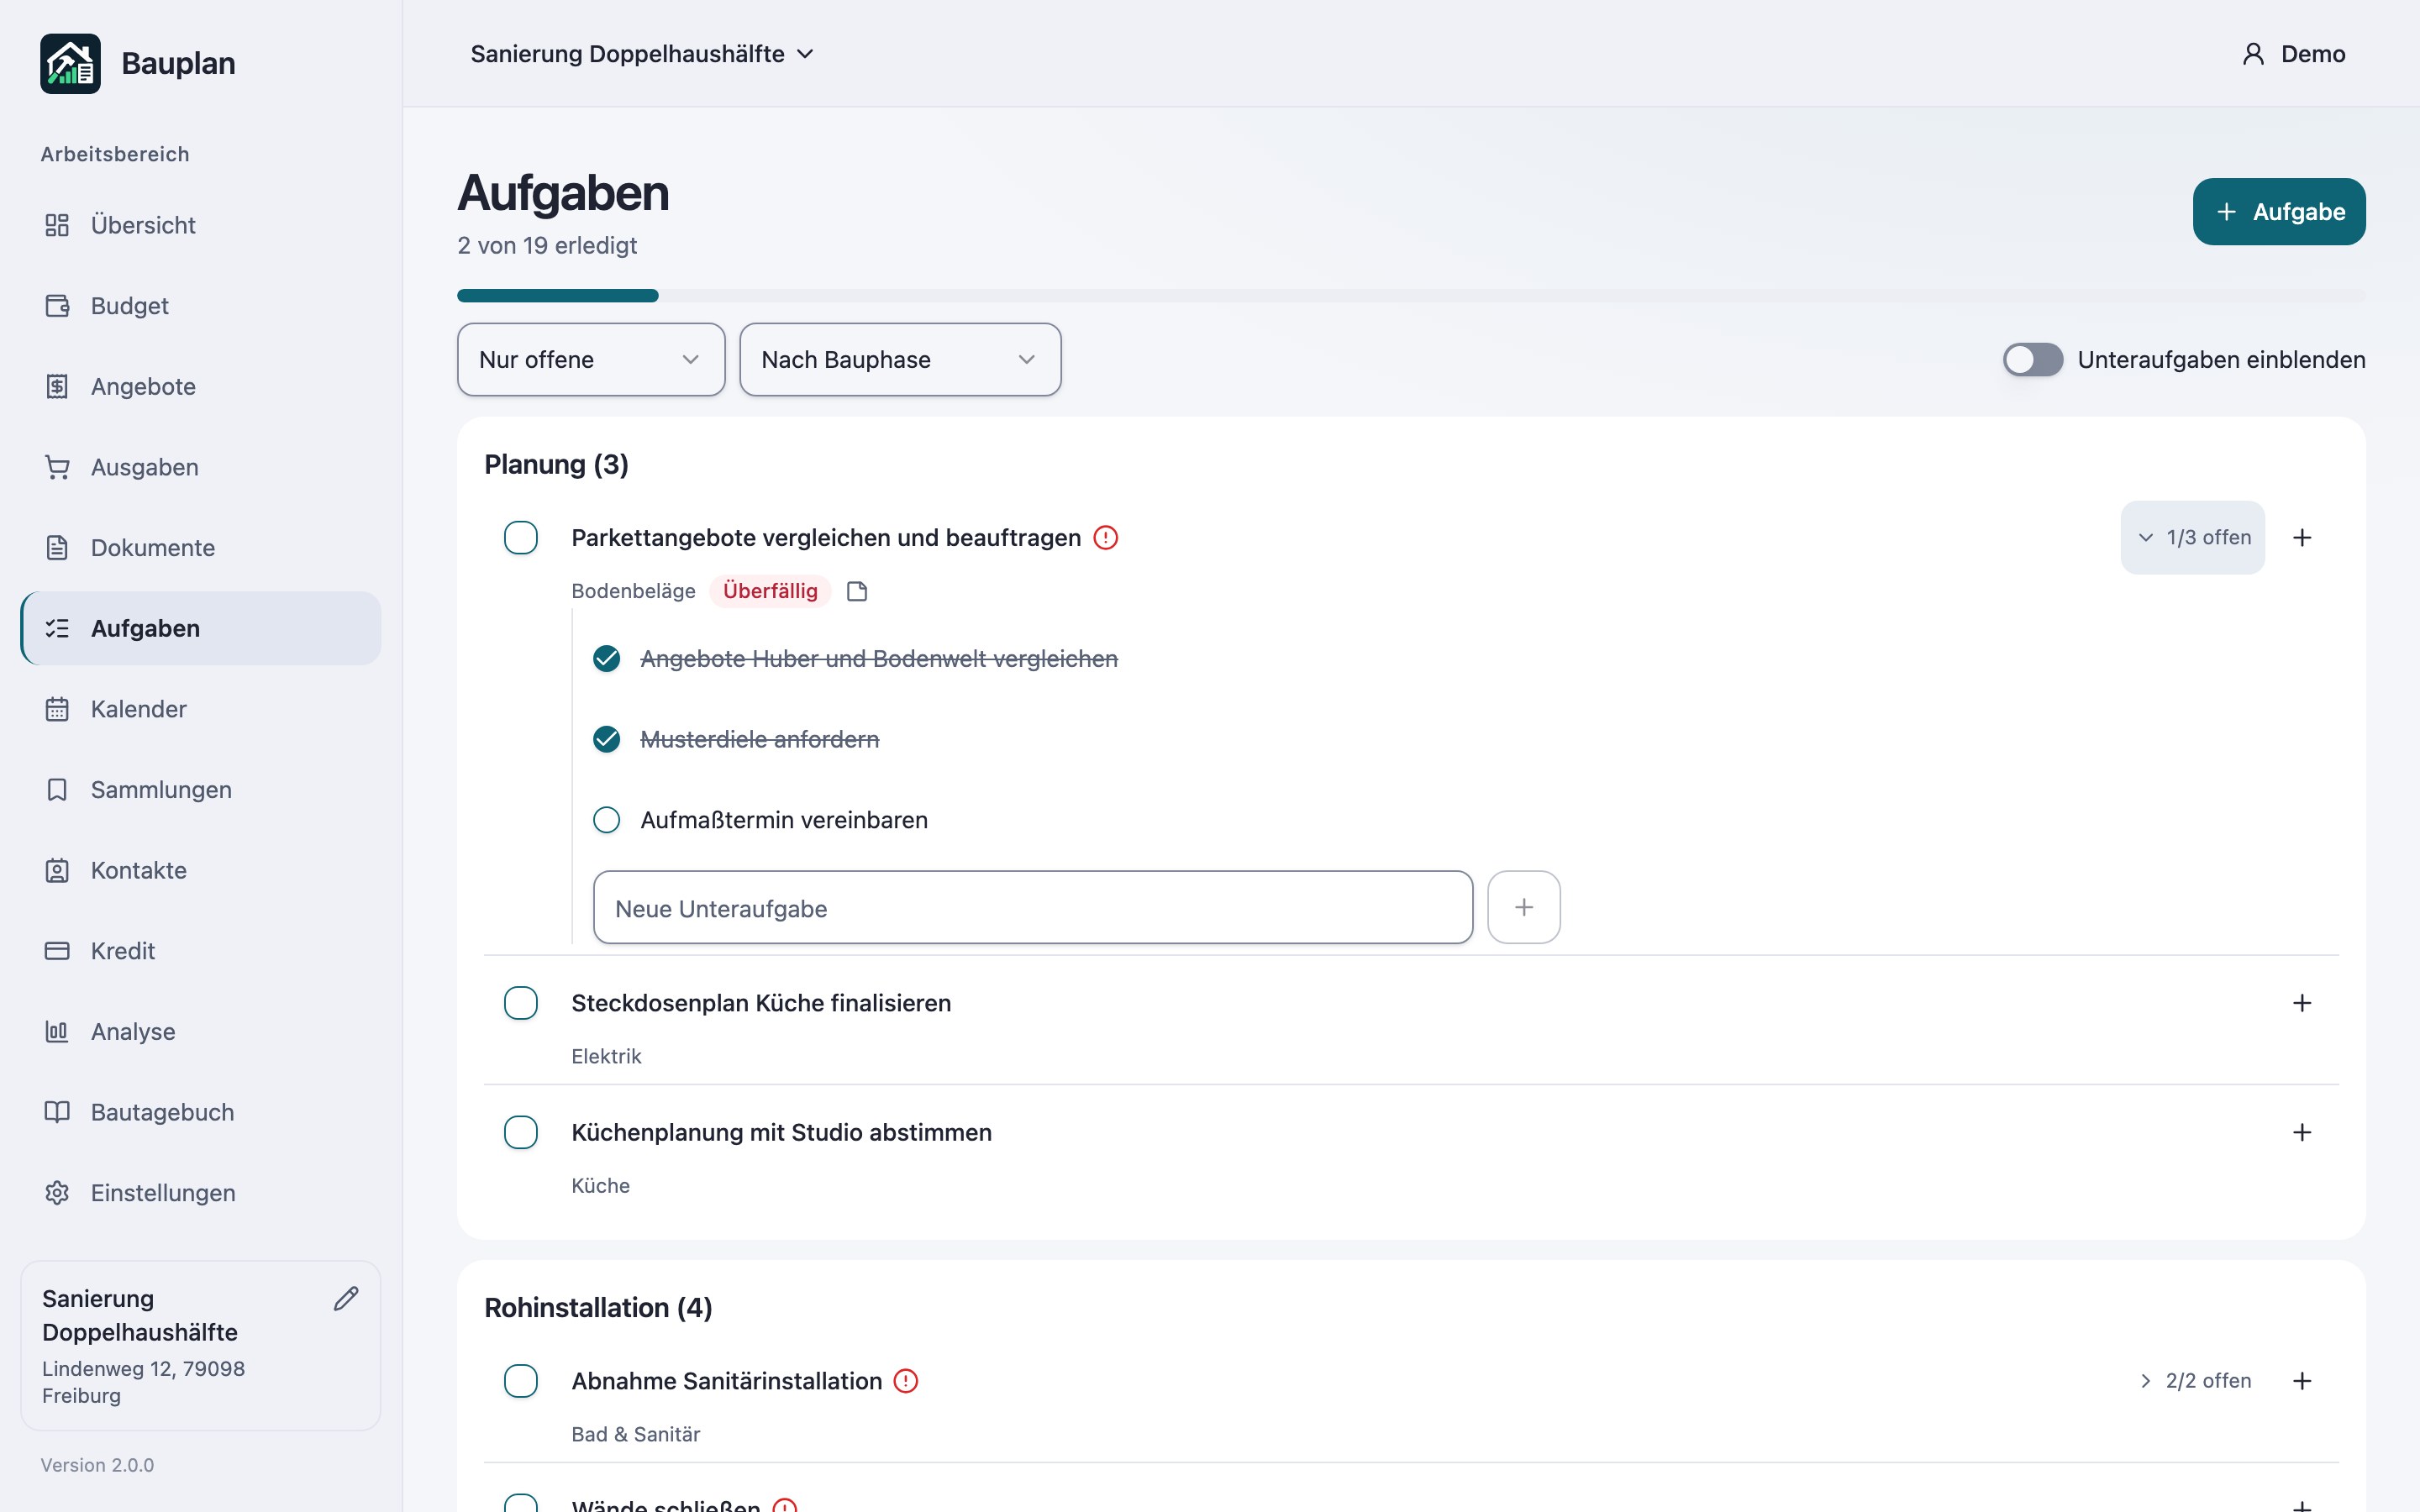 Bauplan
Arbeitsbereich
Übersicht
Budget
Angebote
Ausgaben
Dokumente
Aufgaben
Kalender
Sammlungen
Kontakte
Kredit
Analyse
Bautagebuch
Einstellungen
Sanierung
Doppelhaushälfte
Lindenweg 12, 79098
Freiburg
Version 2.0.0
Sanierung Doppelhaushälfte
Demo
Aufgaben
2 von 19 erledigt
+ Aufgabe
Nur offene
Nach Bauphase
Unteraufgaben einblenden
Planung (3)
Parkettangebote vergleichen und beauftragen
1/3 offen
Bodenbeläge Überfällig
Angebote Huber und Bodenwelt vergleichen
Musterdiele anfordern
Aufmaßtermin vereinbaren
Neue Unteraufgabe
Steckdosenplan Küche finalisieren
Elektrik
Küchenplanung mit Studio abstimmen
Küche
Rohinstallation (4)
Abnahme Sanitärinstallation
2/2 offen
Bad & Sanitär
Wände schließen